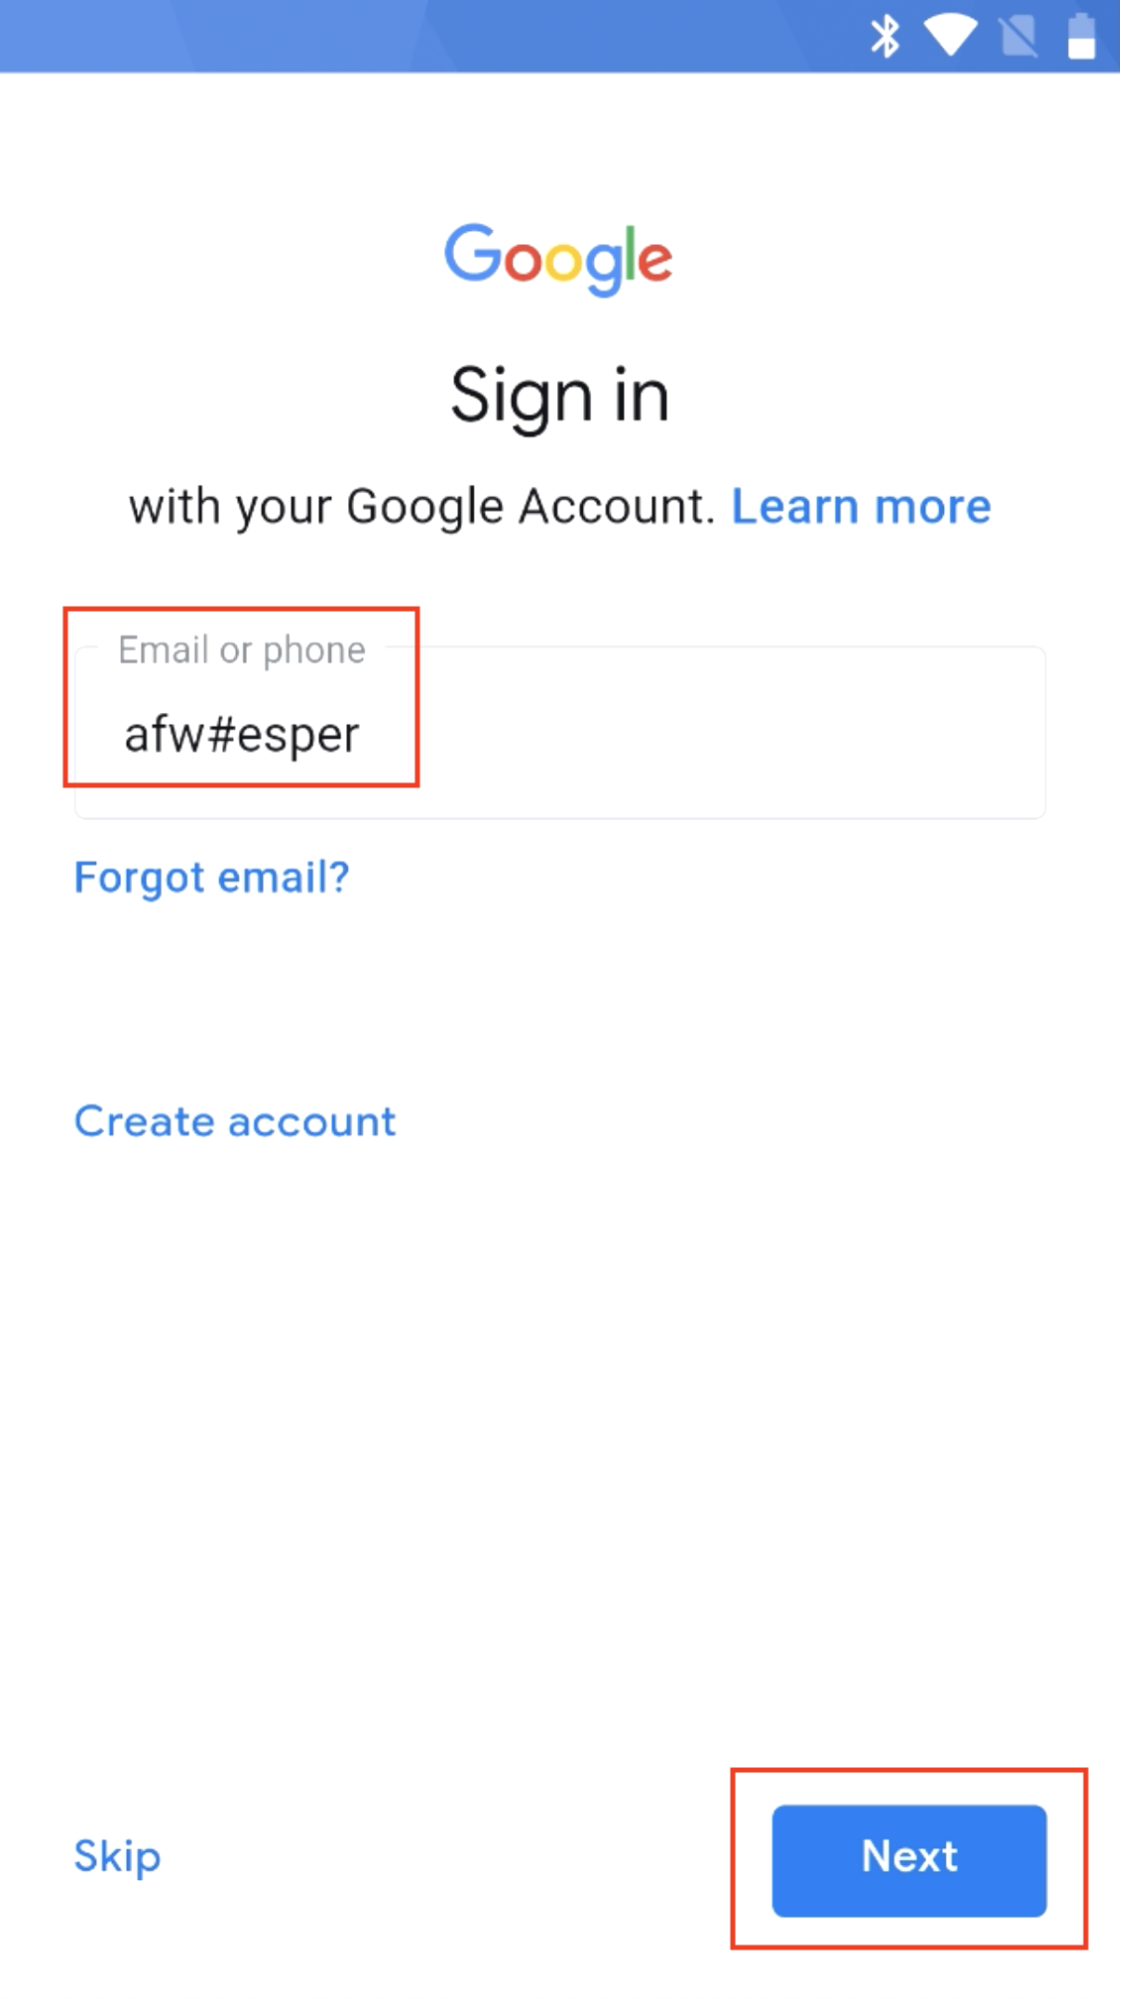 Google
Sign in
with your Google Account. Learn more
Email or phone
afw#esper
Forgot email?
Create account
Skip
Next